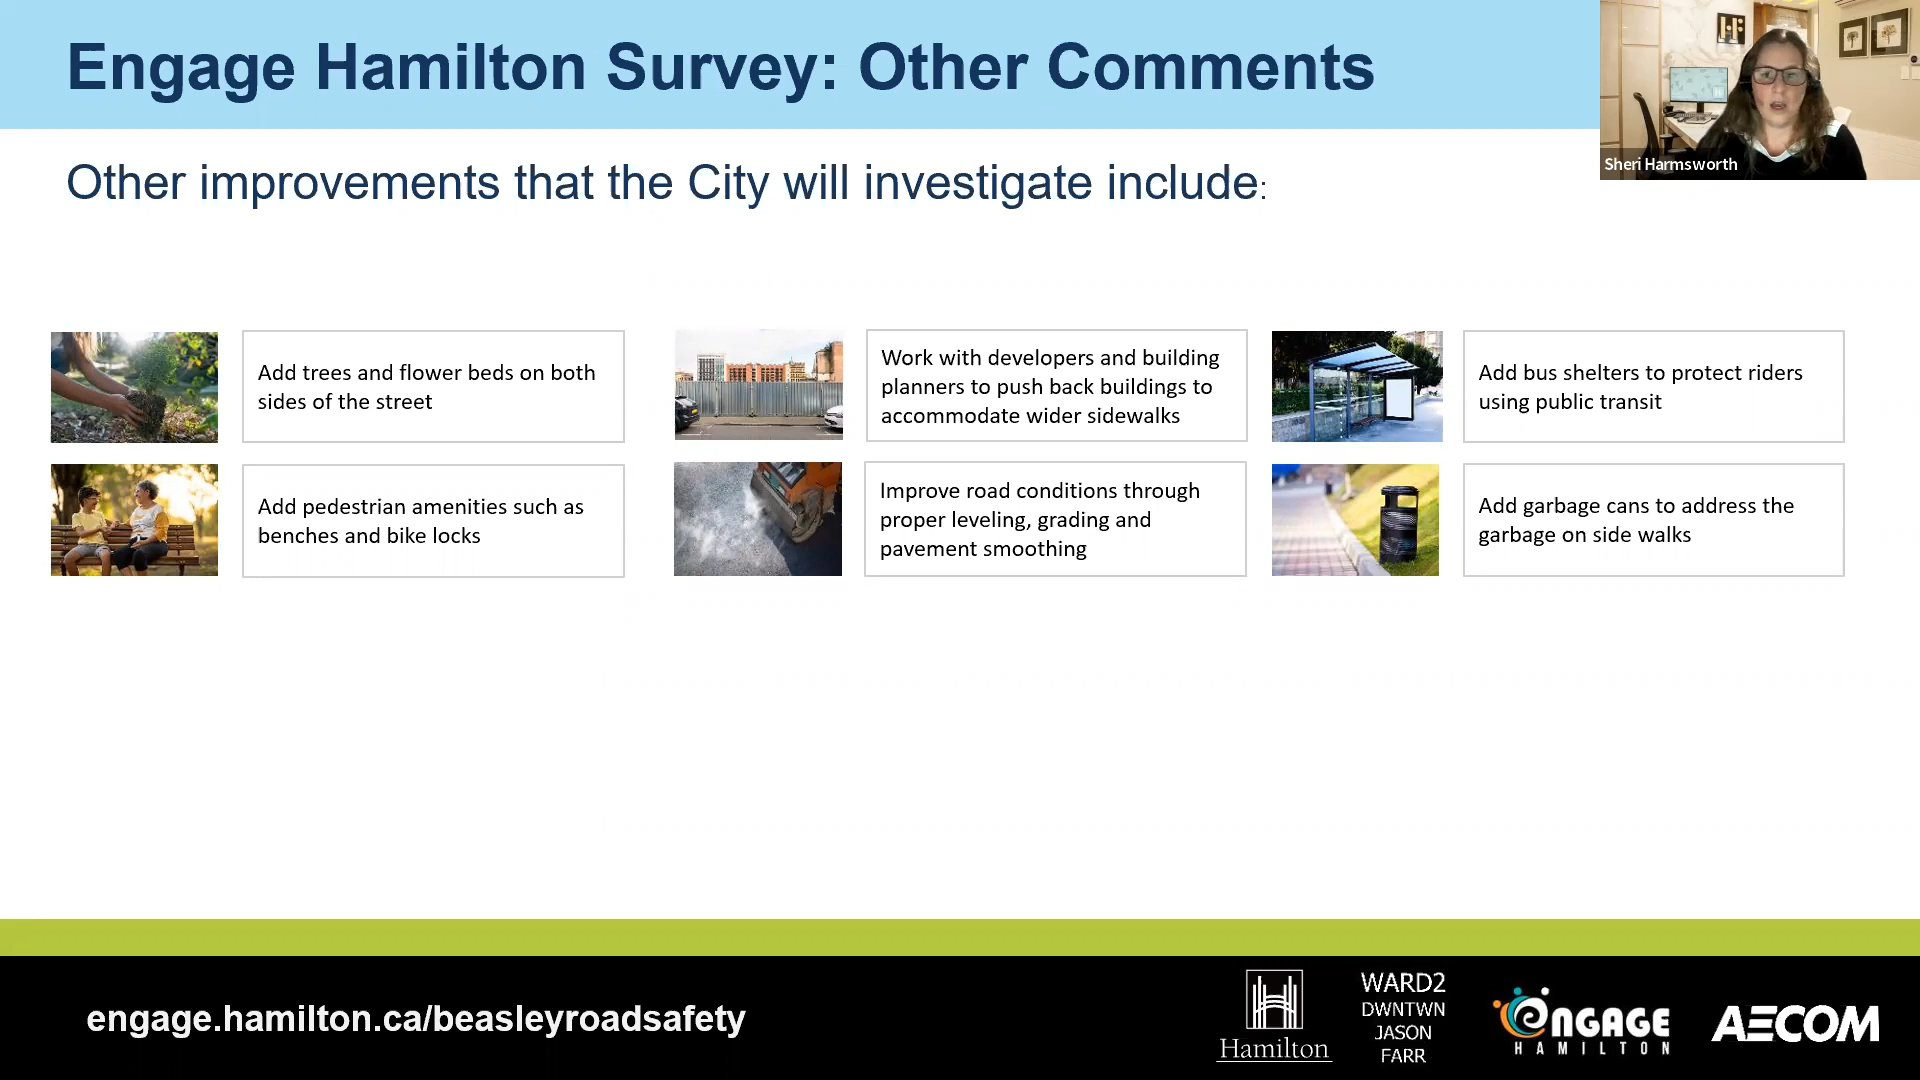 Engage Hamilton Survey: Other Comments
Sheri Harmsworth
Other improvements that the City will investigate include:
Add trees and flower beds on both
sides of the street
Work with developers and building
planners to push back buildings to
accommodate wider sidewalks
Add bus shelters to protect riders
using public transit
Add pedestrian amenities such as
benches and bike locks
Improve road conditions through
proper leveling, grading and
pavement smoothing
Add garbage cans to address the
garbage on side walks
engage.hamilton.ca/beasleyroadsafety
Hamilton
WARD2
DWNTWN
JASON
FARR
eNGAGE
HAMILTON
AECOM